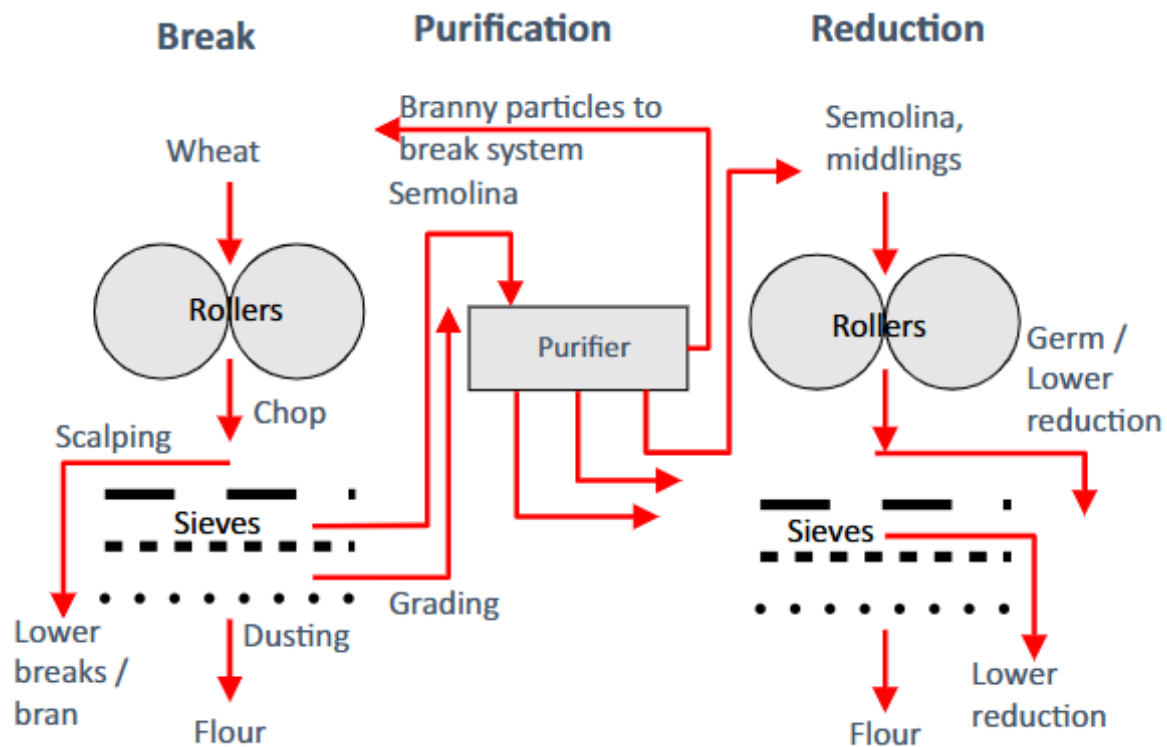 Break
Purification
Reduction
Branny particles to
break system
Semolina,
middlings
Wheat
Semolina
Rollers
Purifier
Rollers
Germ /
Lower
reduction
Chop
Scalping
Sieves
Sieves
Grading
Lower
breaks /
bran
Dusting
Flour
Lower
reduction
Flour